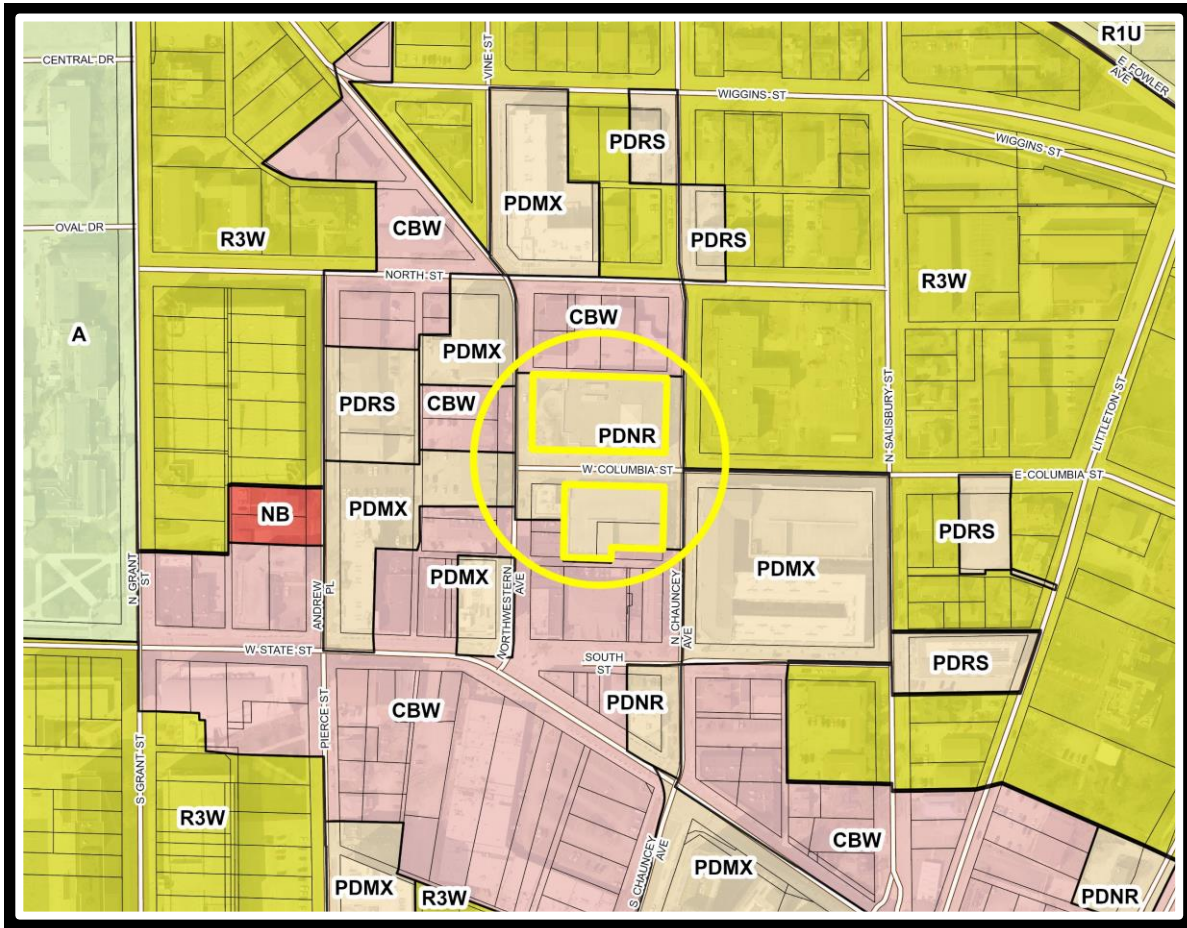 R1U
CENTRAL DR
VINE ST
E FOWLER
AVE
WIGGINS ST
WIGGINS ST
PDRS
PDMX
OVAL DR
R3W
CBW
PDRS
R3W
NORTH ST
A
CBW
PDMX
N SALISBURY ST
LITTLETON ST
PDRS
CBW
PDNR
W COLUMBIA ST
E COLUMBIA ST
NB
PDMX
PDRS
N GRANT
ST
ANDREW
PL
PDMX
NORTHWESTERN
AVE
N CHAUNCEY
AVE
PDMX
W STATE ST
SOUTH
ST
PDRS
PIERCE ST
CBW
PDNR
S GRANT ST
R3W
S CHAUNCEY
AVE
CBW
PDMX
PDMX
R3W
PDNR